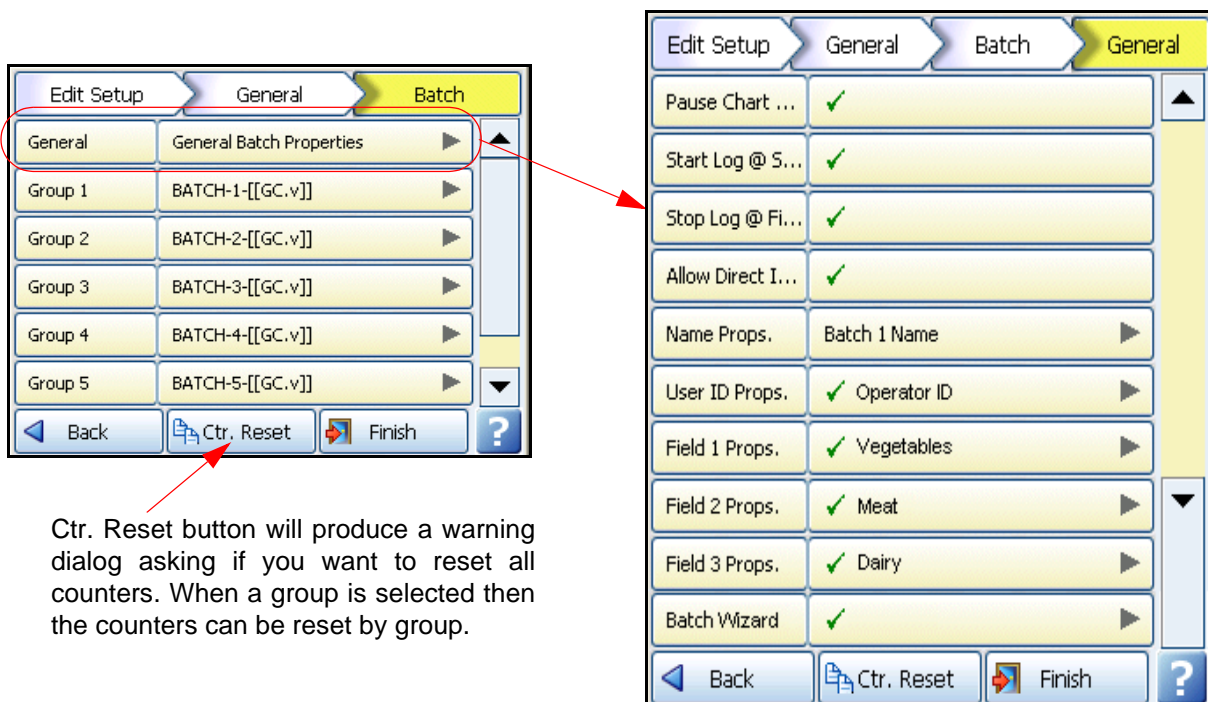 Edit Setup General Batch
General General Batch Properties
Group 1 BATCH-1-[[GC.v]]
Group 2 BATCH-2-[[GC.v]]
Group 3 BATCH-3-[[GC.v]]
Group 4 BATCH-4-[[GC.v]]
Group 5 BATCH-5-[[GC.v]]
Back Ctr. Reset Finish ?
Ctr. Reset button will produce a warning
dialog asking if you want to reset all
counters. When a group is selected then
the counters can be reset by group.
Edit Setup General Batch General
Pause Chart ...
Start Log @ S...
Stop Log @ Fi...
Allow Direct I...
Name Props. Batch 1 Name
User ID Props. Operator ID
Field 1 Props. Vegetables
Field 2 Props. Meat
Field 3 Props. Dairy
Batch Wizard
Back Ctr. Reset Finish ?